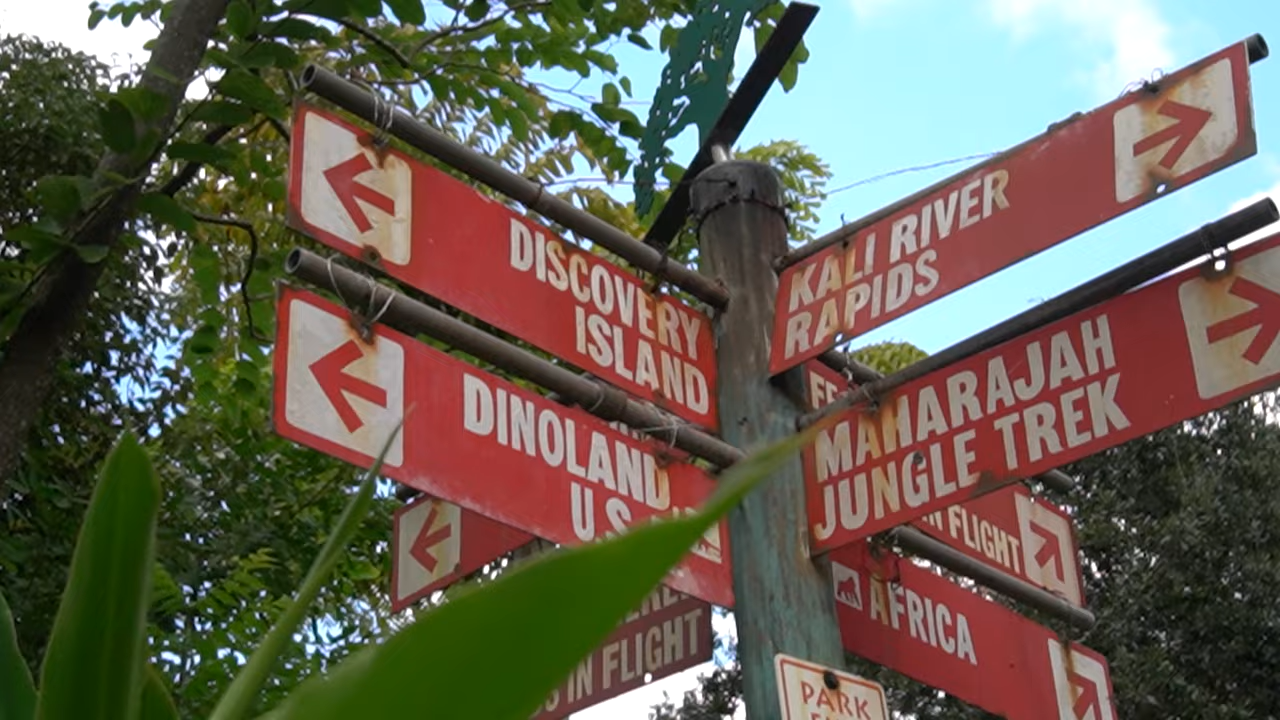 DISCOVERY
ISLAND
DINOLAND
U.S.
KALI RIVER
RAPIDS
MAHARAJAH
JUNGLE TREK
IN FLIGHT
AFRICA
IN FLIGHT
PARK